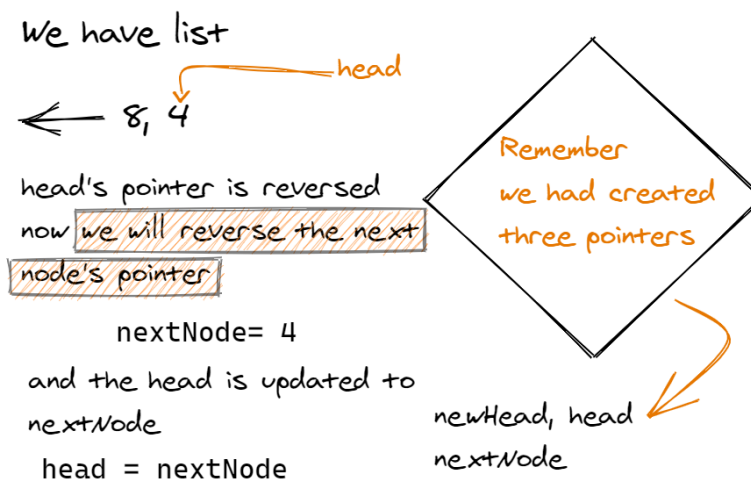 We have list
head
8, 4
head's pointer is reversed
now we will reverse the next
node's pointer
nextNode= 4
and the head is updated to
nextNode
head = nextNode
Remember
we had created
three pointers
newHead, head
nextNode